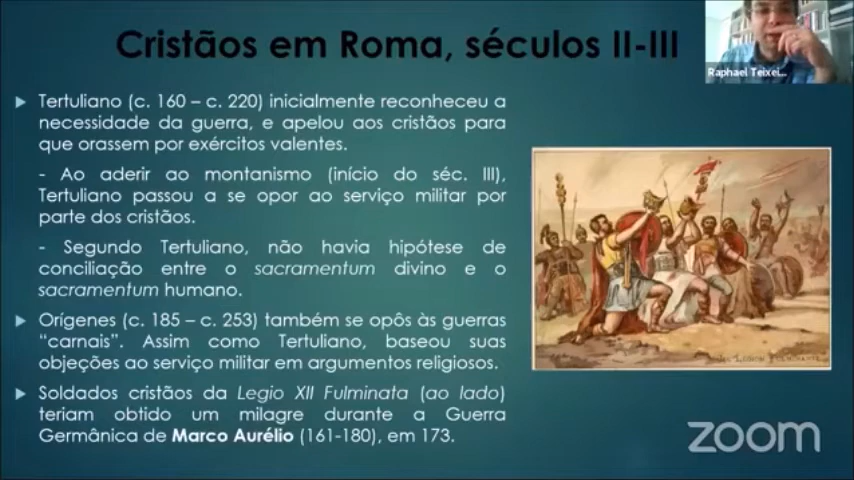 Cristãos em Roma, séculos II-III
Raphael Teixei...
Tertuliano (c. 160 – c. 220) inicialmente reconheceu a
necessidade da guerra, e apelou aos cristãos para
que orassem por exércitos valentes.
- Ao aderir ao montanismo (início do séc. III),
Tertuliano passou a se opor ao serviço militar por
parte dos cristãos.
- Segundo Tertuliano, não havia hipótese de
conciliação entre o sacramentum divino e o
sacramentum humano.
Orígenes (c. 185 – c. 253) também se opôs às guerras
“carnais”. Assim como Tertuliano, baseou suas
objeções ao serviço militar em argumentos religiosos.
Soldados cristãos da Legio XII Fulminata (ao lado)
teriam obtido um milagre durante a Guerra
Germânica de Marco Aurélio (161-180), em 173.
zoom